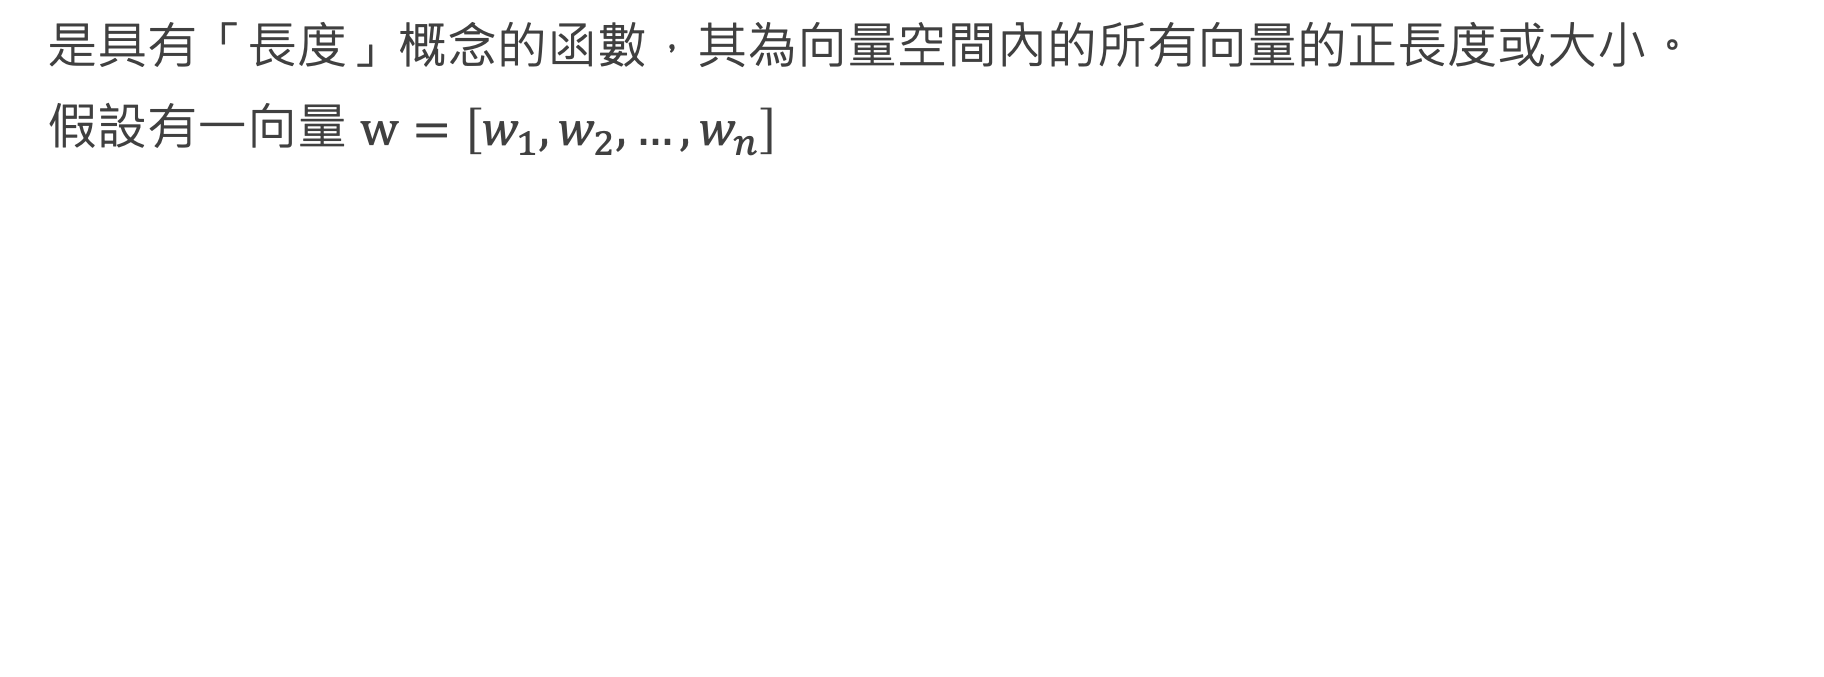 是具有「長度」概念的函數，其為向量空間內的所有向量的正長度或大小。
假設有一向量 w = [𝑤₁, 𝑤₂, … , 𝑤ₙ]